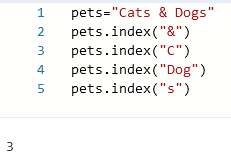 1 pets="Cats & Dogs"
2 pets.index("&")
3 pets.index("C")
4 pets.index("Dog")
5 pets.index("s")
3